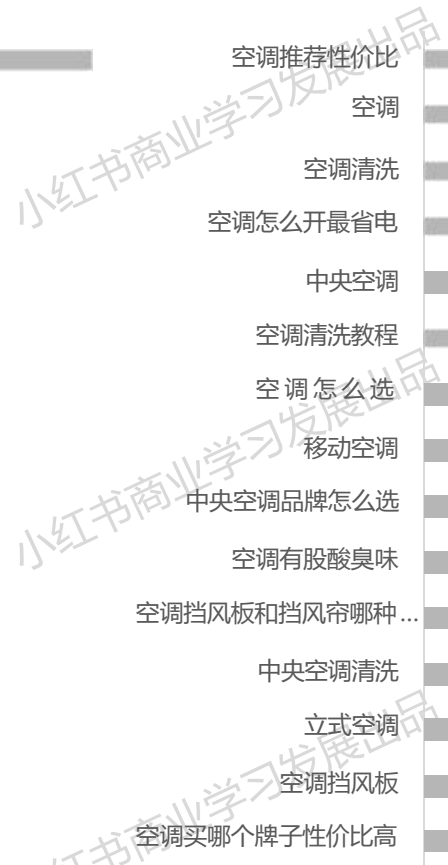 空调推荐性价比
空调
空调清洗
空调怎么开最省电
中央空调
空调清洗教程
空调怎么选
移动空调
中央空调品牌怎么选
空调有股酸臭味
空调挡风板和挡风帘哪种...
中央空调清洗
立式空调
空调挡风板
空调买哪个牌子性价比高
小红书商业学习发展出品
小红书商业学习发展出品
小红书商业学习发展出品